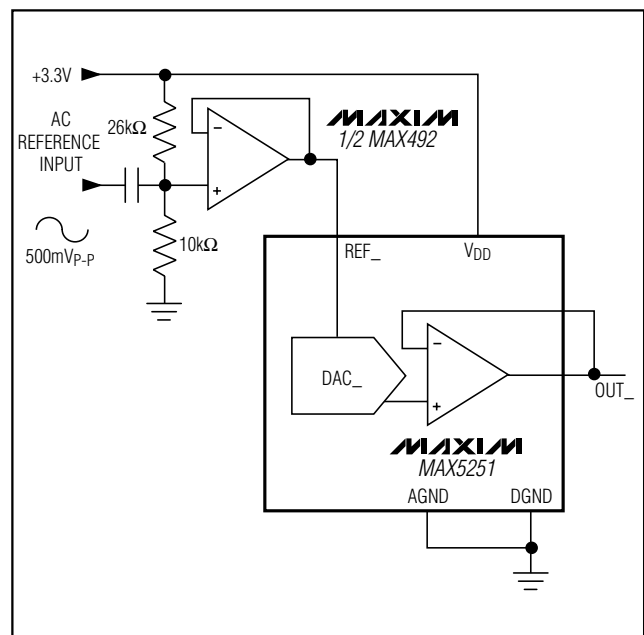 +3.3V
AC
REFERENCE
INPUT
26kΩ
MAXIM
1/2 MAX492
−
+
10kΩ
500mVP-P
REF_
VDD
DAC_
−
+
OUT_
MAXIM
MAX5251
AGND
DGND